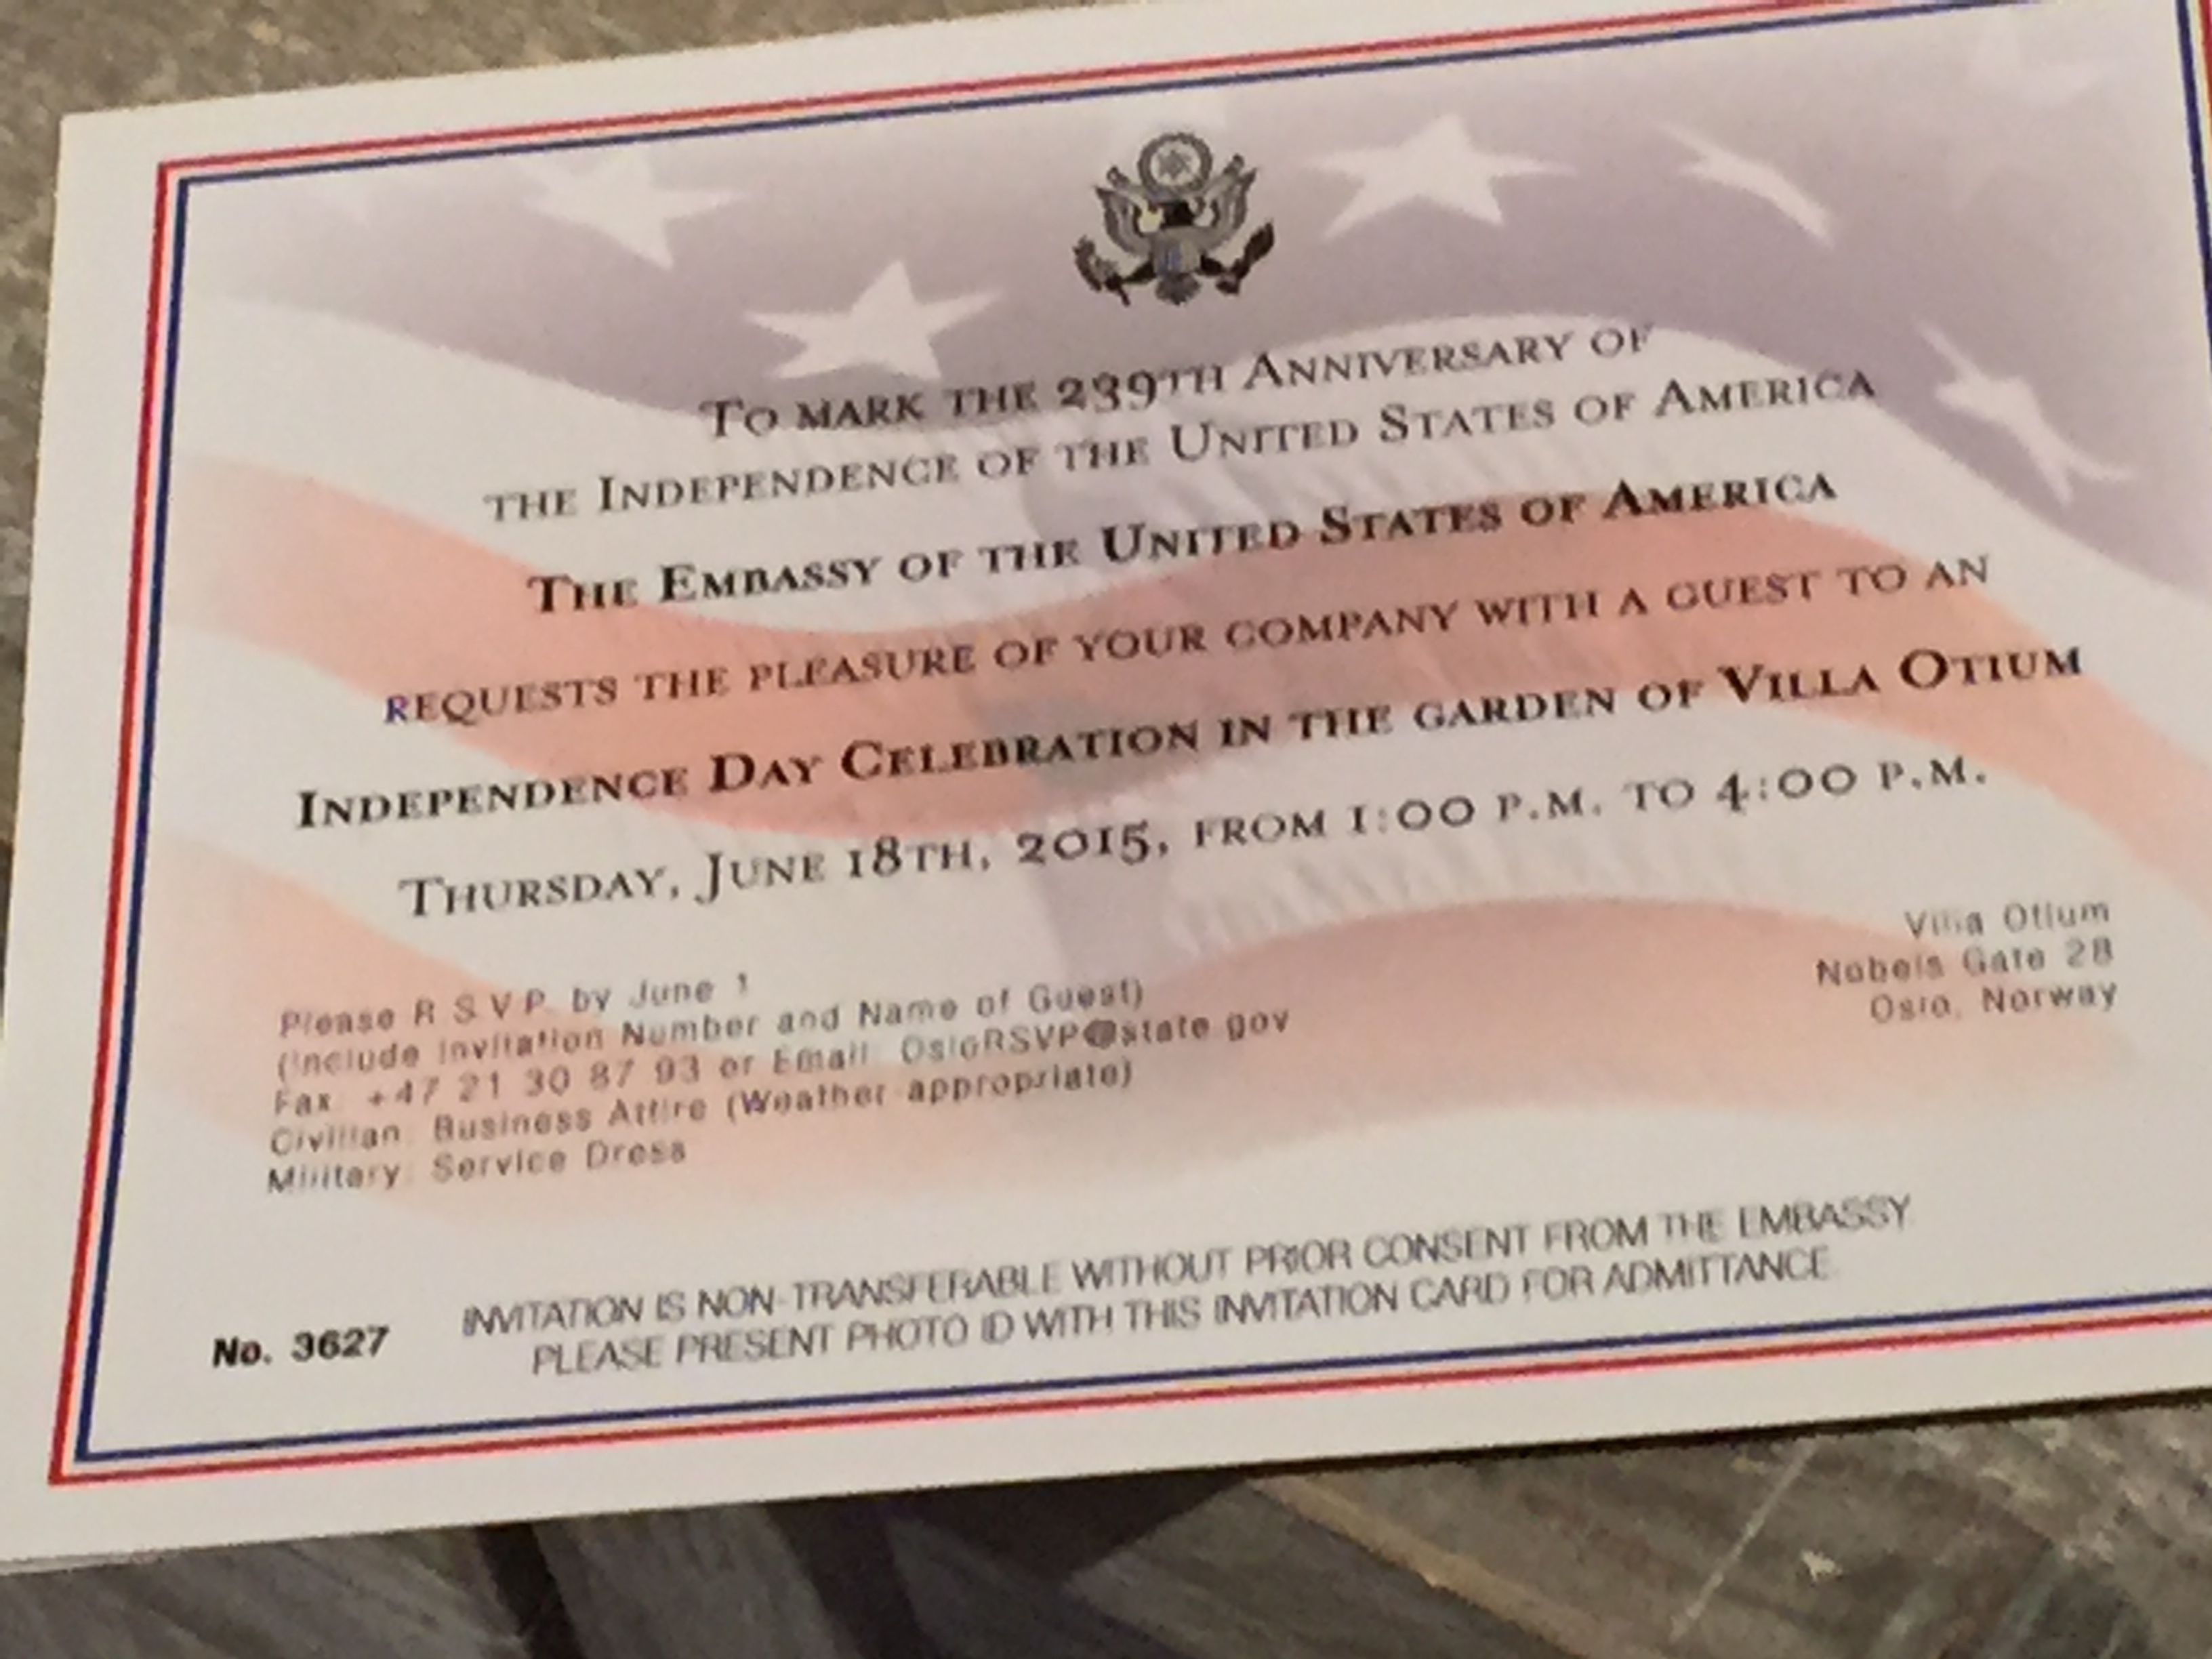 To mark the 239th Anniversary of
the Independence of the United States of America
The Embassy of the United States of America
requests the pleasure of your company with a guest to an
Independence Day Celebration in the garden of Villa Otium
Thursday, June 18th, 2015, from 1:00 p.m. to 4:00 p.m.
Villa Otium
Nobels Gate 28
Oslo, Norway
Please R.S.V.P. by June 1
(Include Invitation Number and Name of Guest)
Fax: +47 21 30 87 93 or Email: OsloRSVP@state.gov
Civilian: Business Attire (Weather appropriate)
Military: Service Dress
INVITATION IS NON-TRANSFERABLE WITHOUT PRIOR CONSENT FROM THE EMBASSY
PLEASE PRESENT PHOTO ID WITH THIS INVITATION CARD FOR ADMITTANCE
No. 3627